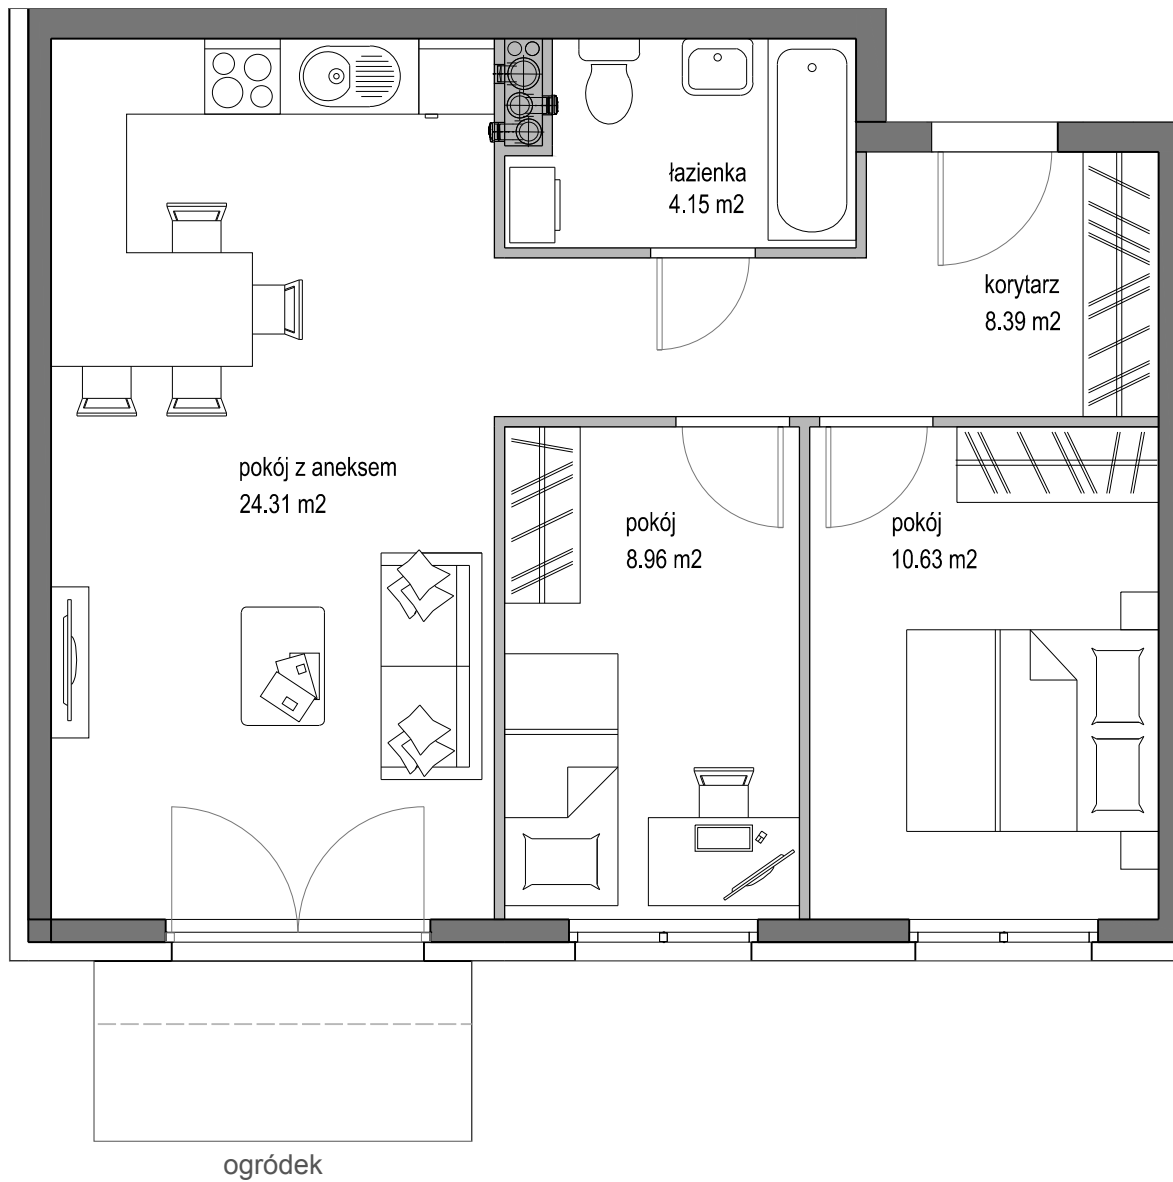 łazienka
4.15 m2
korytarz
8.39 m2
pokój z aneksem
24.31 m2
pokój
8.96 m2
pokój
10.63 m2
ogródek